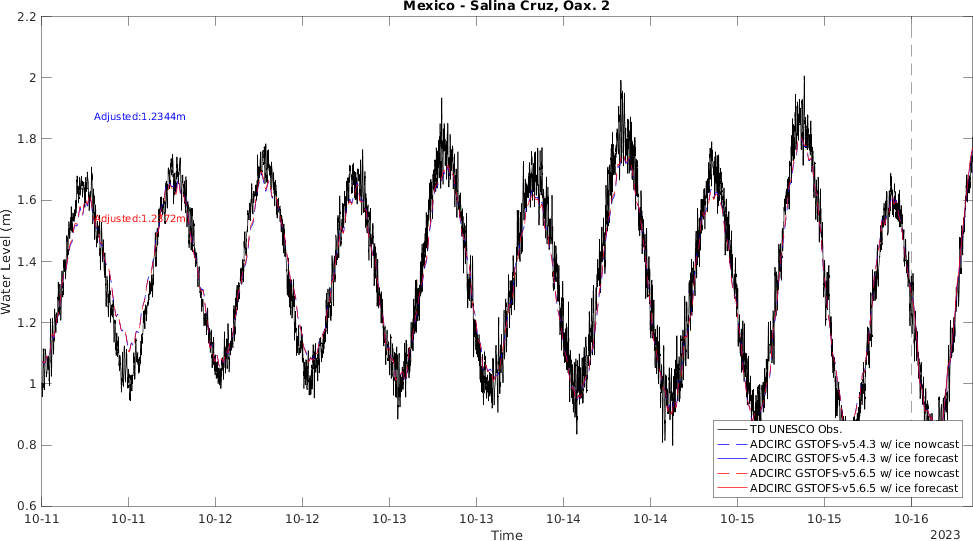 Mexico - Salina Cruz, Oax. 2
2.2
2
1.8
1.6
1.4
1.2
1
0.8
0.6
Water Level (m)
Adjusted:1.2344m
TD UNESCO Obs.
ADCIRC GSTOFS-v5.4.3 w/ ice nowcast
ADCIRC GSTOFS-v5.4.3 w/ ice forecast
ADCIRC GSTOFS-v5.6.5 w/ ice nowcast
ADCIRC GSTOFS-v5.6.5 w/ ice forecast
10-11 10-11 10-12 10-12 10-13 10-13 10-14 10-14 10-15 10-15 10-16
Time
2023